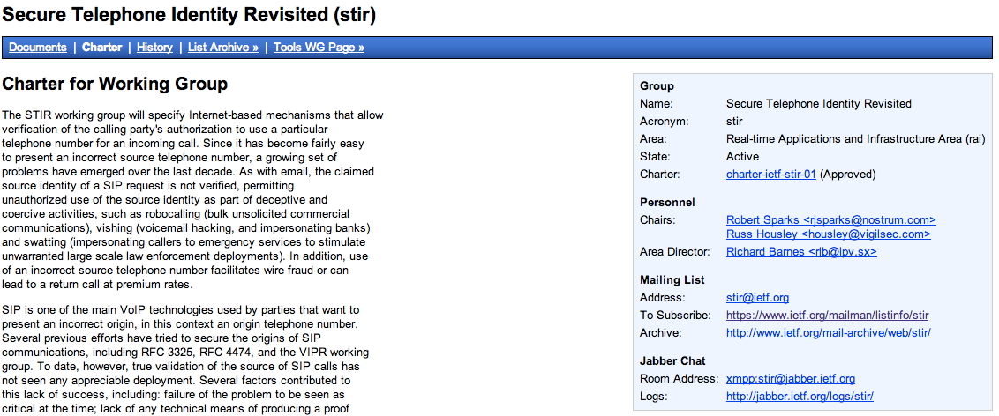 Secure Telephone Identity Revisited (stir)
Documents | Charter | History | List Archive » | Tools WG Page »
Charter for Working Group
The STIR working group will specify Internet-based mechanisms that allow
verification of the calling party's authorization to use a particular
telephone number for an incoming call. Since it has become fairly easy
to present an incorrect source telephone number, a growing set of
problems have emerged over the last decade. As with email, the claimed
source identity of a SIP request is not verified, permitting
unauthorized use of the source identity as part of deceptive and
coercive activities, such as robocalling (bulk unsolicited commercial
communications), vishing (voicemail hacking, and impersonating banks)
and swatting (impersonating callers to emergency services to stimulate
unwarranted large scale law enforcement deployments). In addition, use
of an incorrect source telephone number facilitates wire fraud or can
lead to a return call at premium rates.
SIP is one of the main VoIP technologies used by parties that want to
present an incorrect origin, in this context an origin telephone number.
Several previous efforts have tried to secure the origins of SIP
communications, including RFC 3325, RFC 4474, and the VIPR working
group. To date, however, true validation of the source of SIP calls has
not seen any appreciable deployment. Several factors contributed to
this lack of success, including: failure of the problem to be seen as
critical at the time; lack of any technical means of producing a proof
Group
Name: Secure Telephone Identity Revisited
Acronym: stir
Area: Real-time Applications and Infrastructure Area (rai)
State: Active
Charter: charter-ietf-stir-01 (Approved)
Personnel
Chairs: Robert Sparks <rjsparks@nostrum.com>
Russ Housley <housley@vigilsec.com>
Area Director: Richard Barnes <rlb@ipv.sx>
Mailing List
Address: stir@ietf.org
To Subscribe: https://www.ietf.org/mailman/listinfo/stir
Archive: http://www.ietf.org/mail-archive/web/stir/
Jabber Chat
Room Address: xmpp:stir@jabber.ietf.org
Logs: http://jabber.ietf.org/logs/stir/